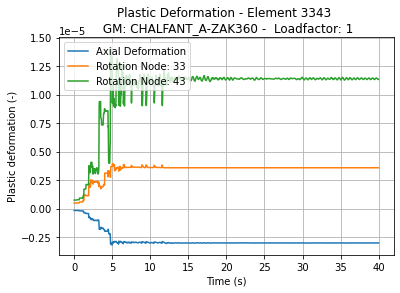 Plastic Deformation - Element 3343
GM: CHALFANT_A-ZAK360 - Loadfactor: 1
1e−5
Axial Deformation
Rotation Node: 33
Rotation Node: 43
Plastic deformation (-)
1.50
1.25
1.00
0.75
0.50
0.25
0.00
−0.25
0 5 10 15 20 25 30 35 40
Time (s)